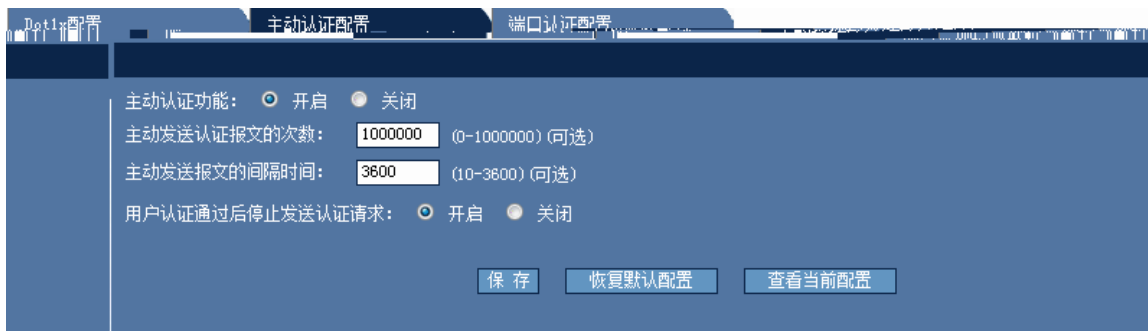 Dot1x配置 主动认证配置 端口认证配置
主动认证功能: 开启 关闭
主动发送认证报文的次数: 1000000 (0-1000000)(可选)
主动发送报文的间隔时间: 3600 (10-3600)(可选)
用户认证通过后停止发送认证请求: 开启 关闭
保 存 恢复默认配置 查看当前配置